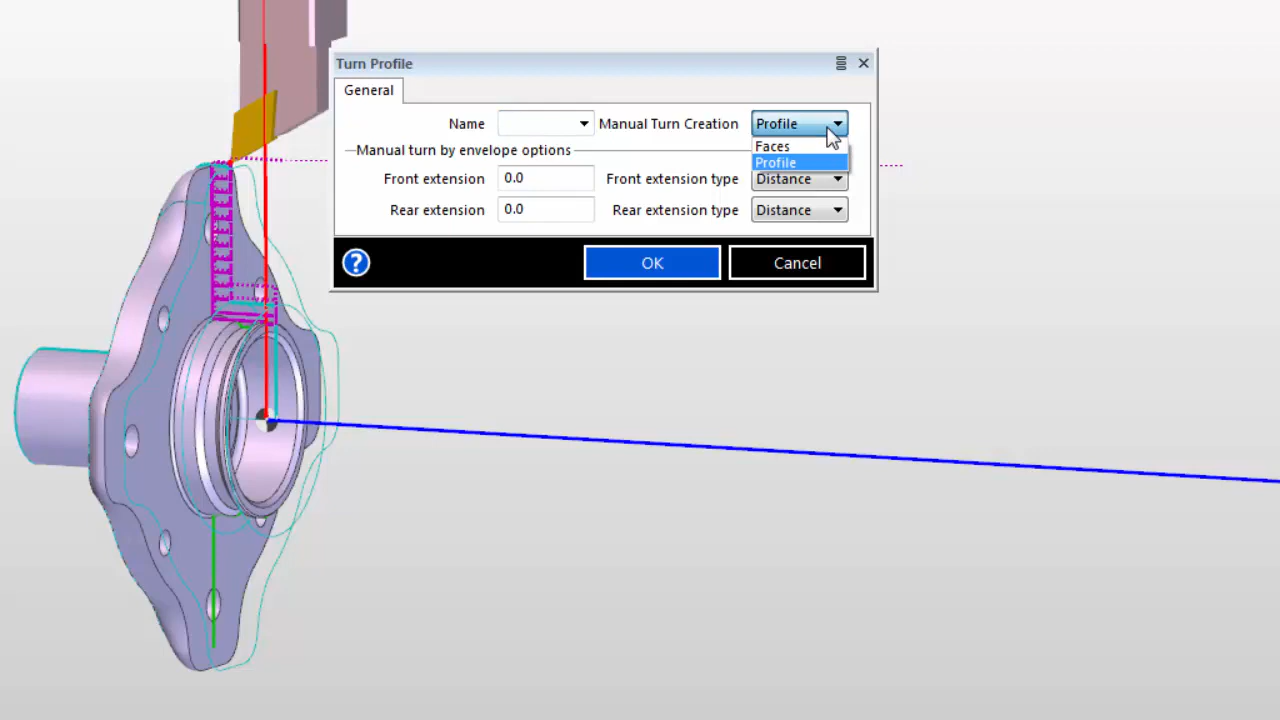 Turn Profile
General
Name
Manual Turn Creation
Profile
Faces
Profile
Manual turn by envelope options
Front extension
0.0
Front extension type
Distance
Rear extension
0.0
Rear extension type
Distance
?
OK
Cancel